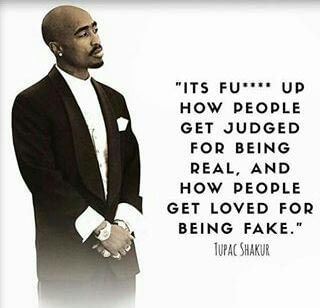 "ITS FU**** UP
HOW PEOPLE
GET JUDGED
FOR BEING
REAL, AND
HOW PEOPLE
GET LOVED FOR
BEING FAKE."
TUPAC SHAKUR